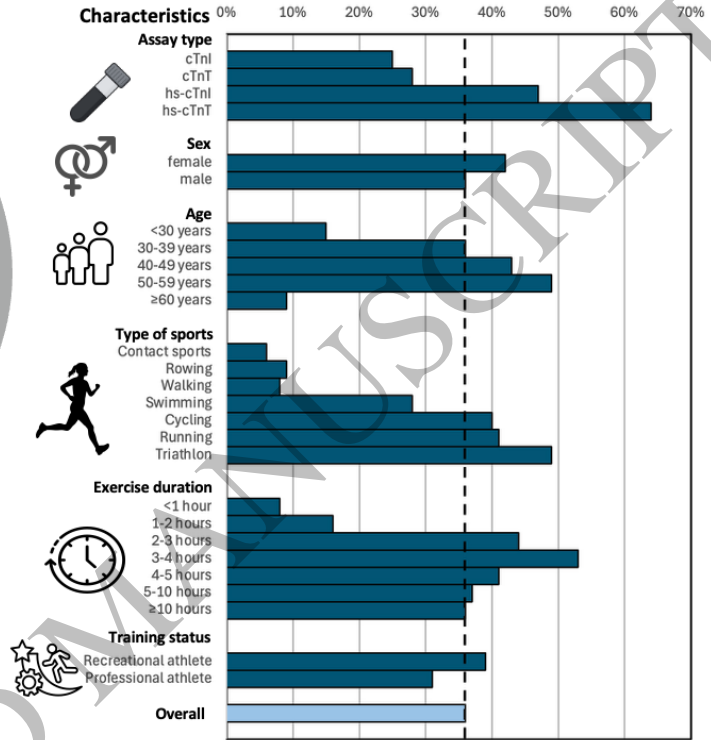 Characteristics 0% 10% 20% 30% 40% 50% 60% 70%
Assay type
cTnI
cTnT
hs-cTnI
hs-cTnT
Sex
female
male
Age
<30 years
30-39 years
40-49 years
50-59 years
≥60 years
Type of sports
Contact sports
Rowing
Walking
Swimming
Cycling
Running
Triathlon
Exercise duration
<1 hour
1-2 hours
2-3 hours
3-4 hours
4-5 hours
5-10 hours
≥10 hours
Training status
Recreational athlete
Professional athlete
Overall
MANUSCRIPT